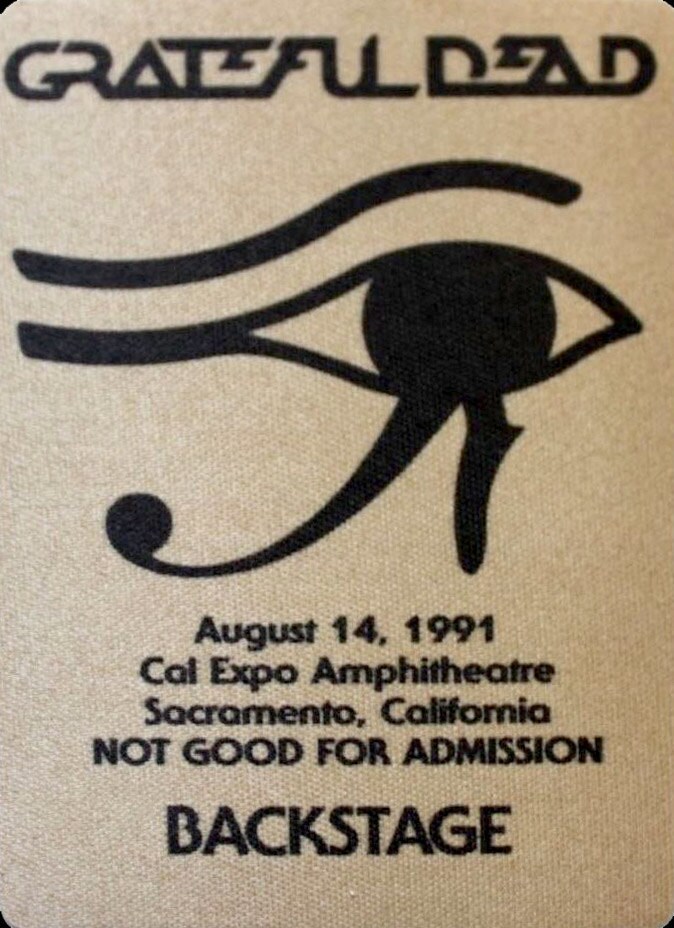 GRATEFUL DEAD
August 14, 1991
Cal Expo Amphitheatre
Sacramento, California
NOT GOOD FOR ADMISSION
BACKSTAGE